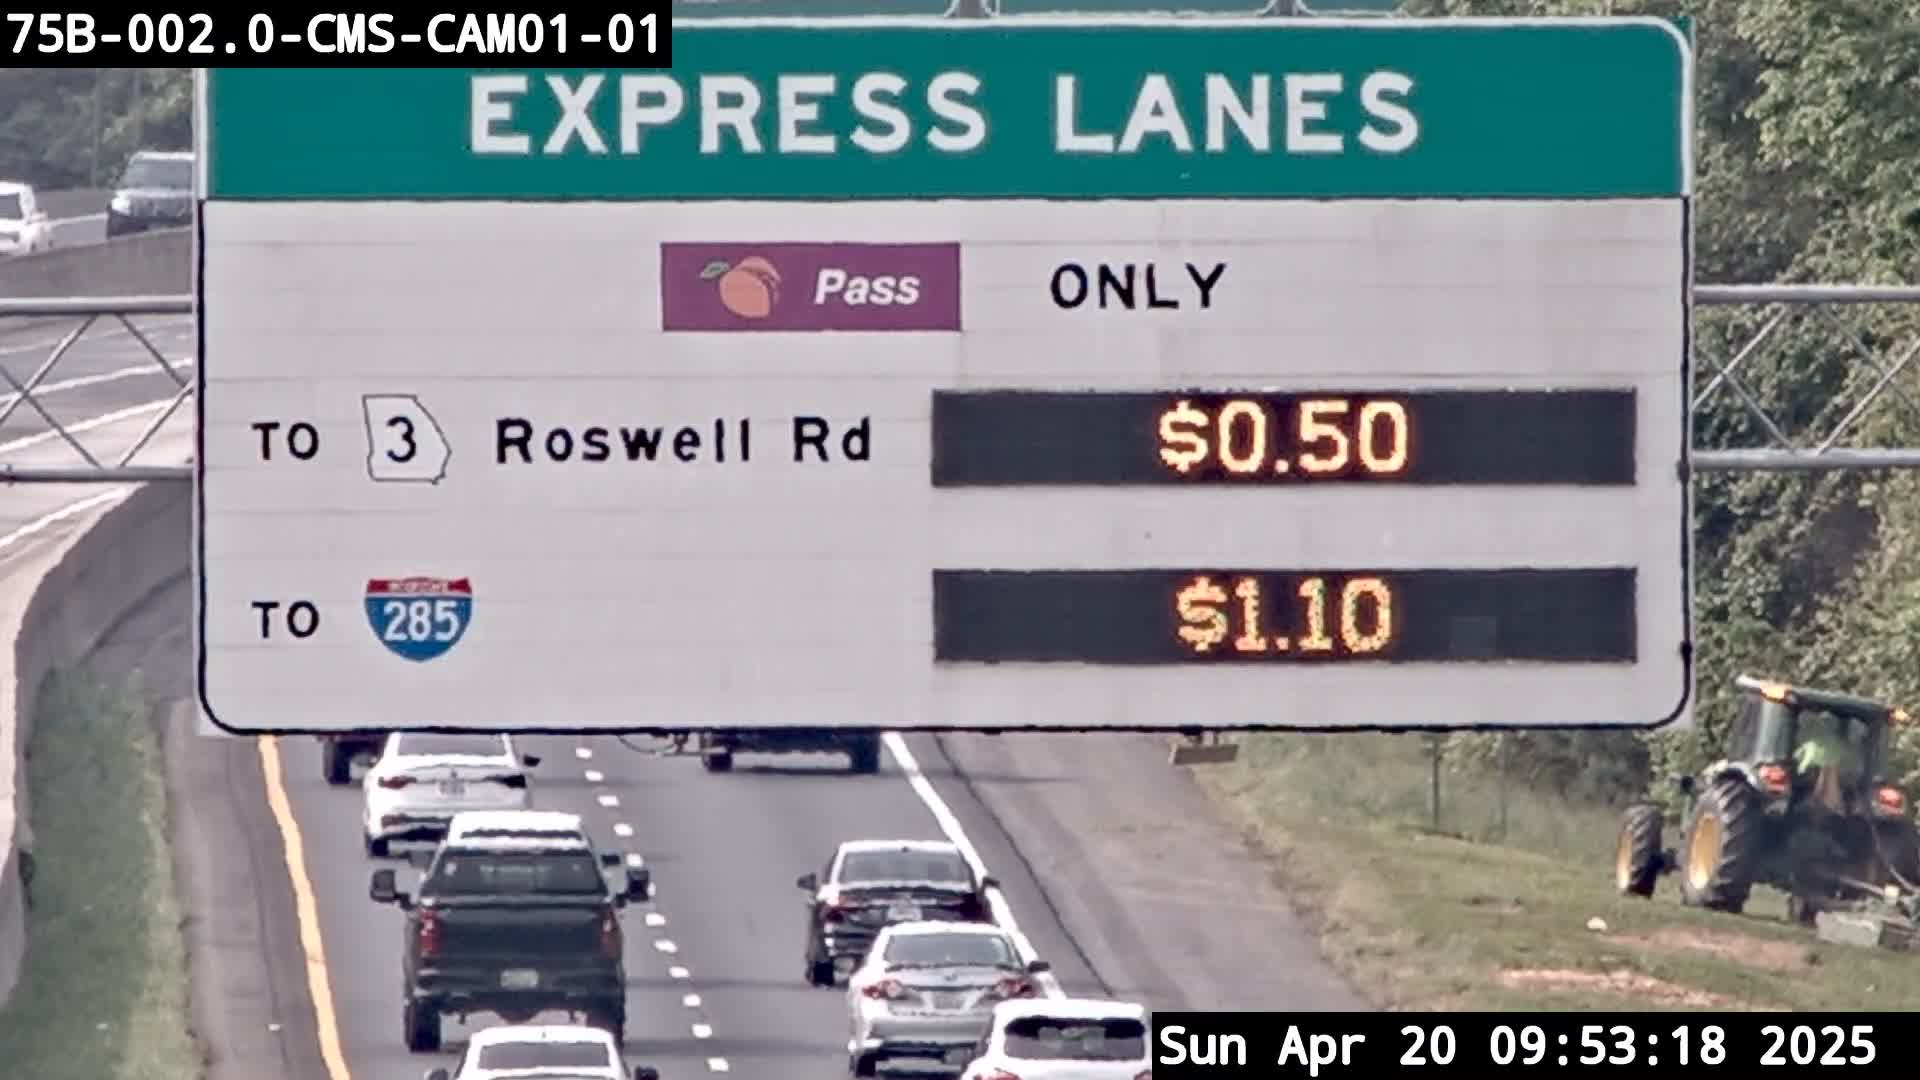 75B-002.0-CMS-CAM01-01
EXPRESS LANES
Pass ONLY
TO 3 Roswell Rd $0.50
TO 285 $1.10
Sun Apr 20 09:53:18 2025